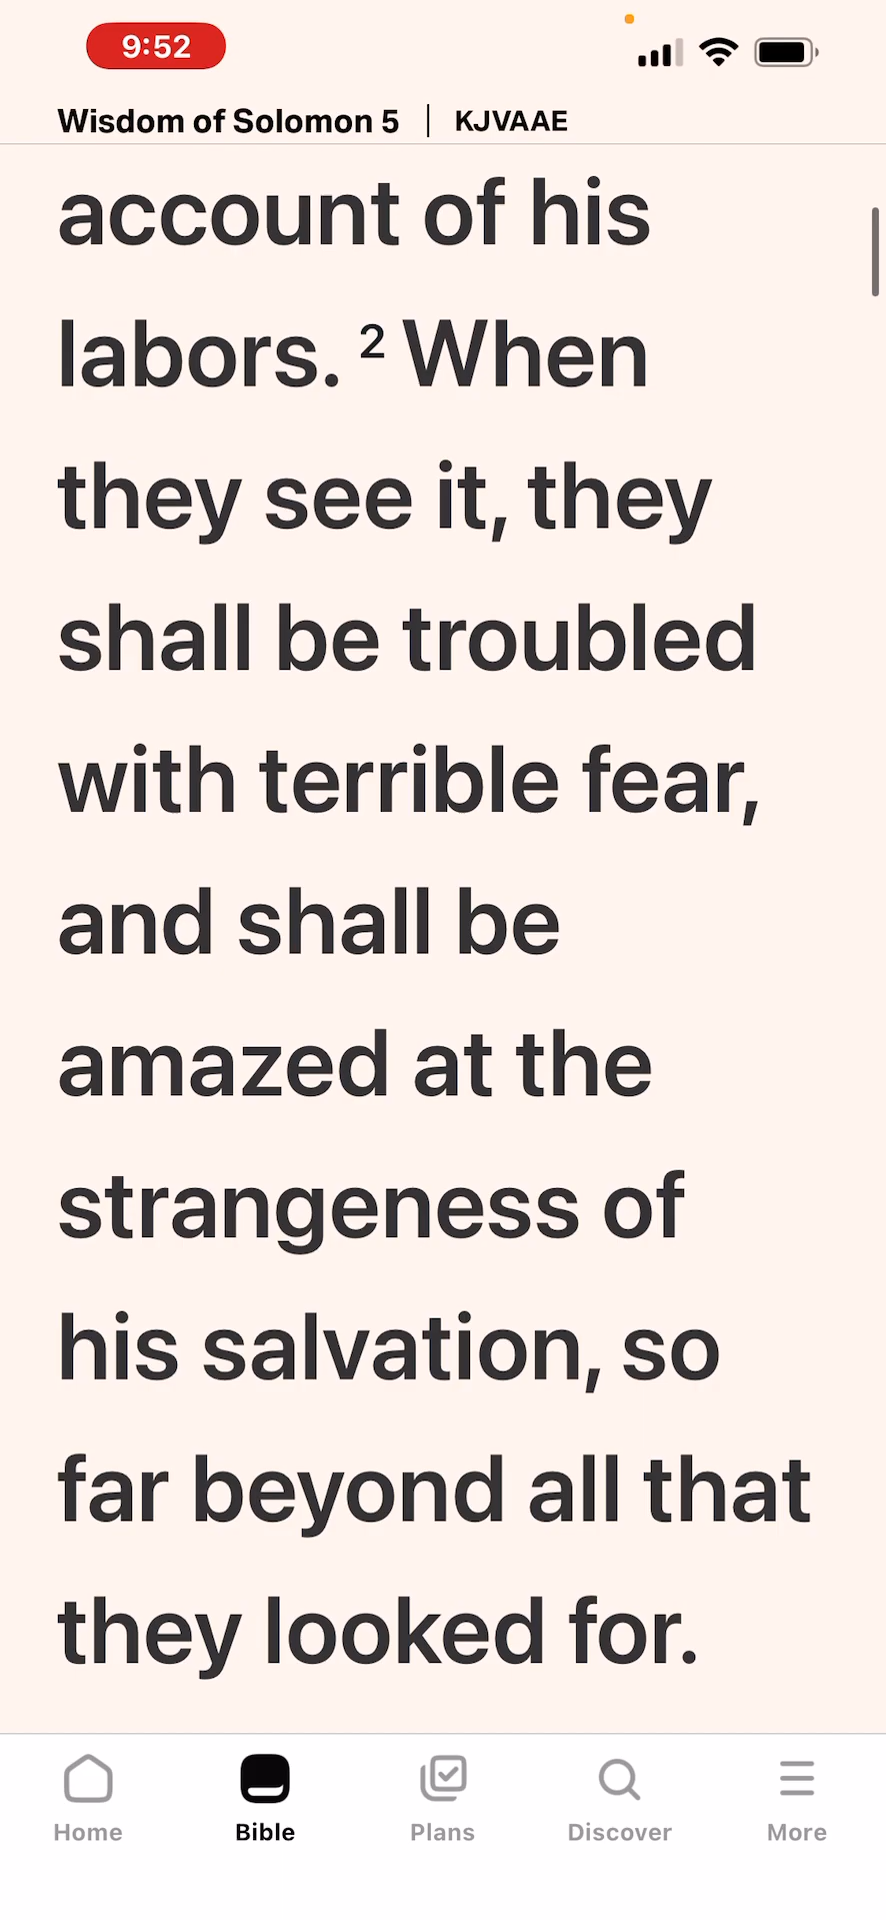 9:52
Wisdom of Solomon 5 | KJVAAE
account of his
labors. 2 When
they see it, they
shall be troubled
with terrible fear,
and shall be
amazed at the
strangeness of
his salvation, so
far beyond all that
they looked for.
Home Bible Plans Discover More